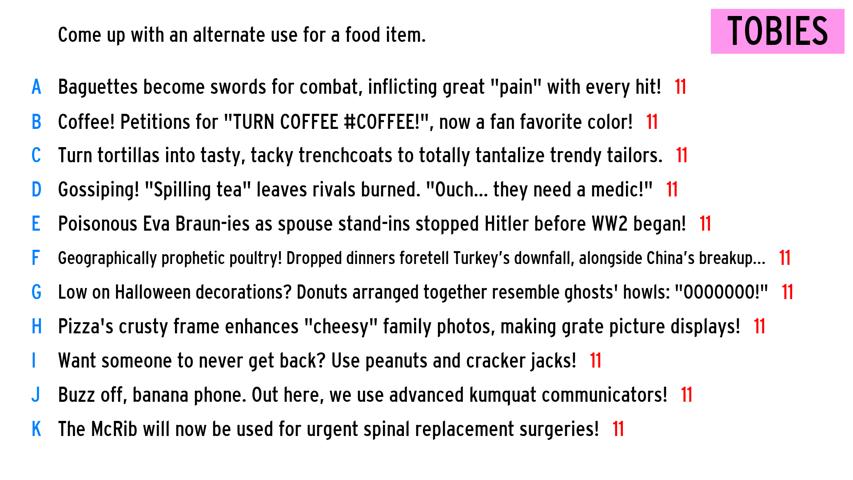 Come up with an alternate use for a food item.
TOBIES
A Baguettes become swords for combat, inflicting great "pain" with every hit! 11
B Coffee! Petitions for "TURN COFFEE #COFFEE!", now a fan favorite color! 11
C Turn tortillas into tasty, tacky trenchcoats to totally tantalize trendy tailors. 11
D Gossiping! "Spilling tea" leaves rivals burned. "Ouch... they need a medic!" 11
E Poisonous Eva Braun-ies as spouse stand-ins stopped Hitler before WW2 began! 11
F Geographically prophetic poultry! Dropped dinners foretell Turkey's downfall, alongside China's breakup... 11
G Low on Halloween decorations? Donuts arranged together resemble ghosts' howls: "OOOOOOO!" 11
H Pizza's crusty frame enhances "cheesy" family photos, making grate picture displays! 11
I Want someone to never get back? Use peanuts and cracker jacks! 11
J Buzz off, banana phone. Out here, we use advanced kumquat communicators! 11
K The McRib will now be used for urgent spinal replacement surgeries! 11